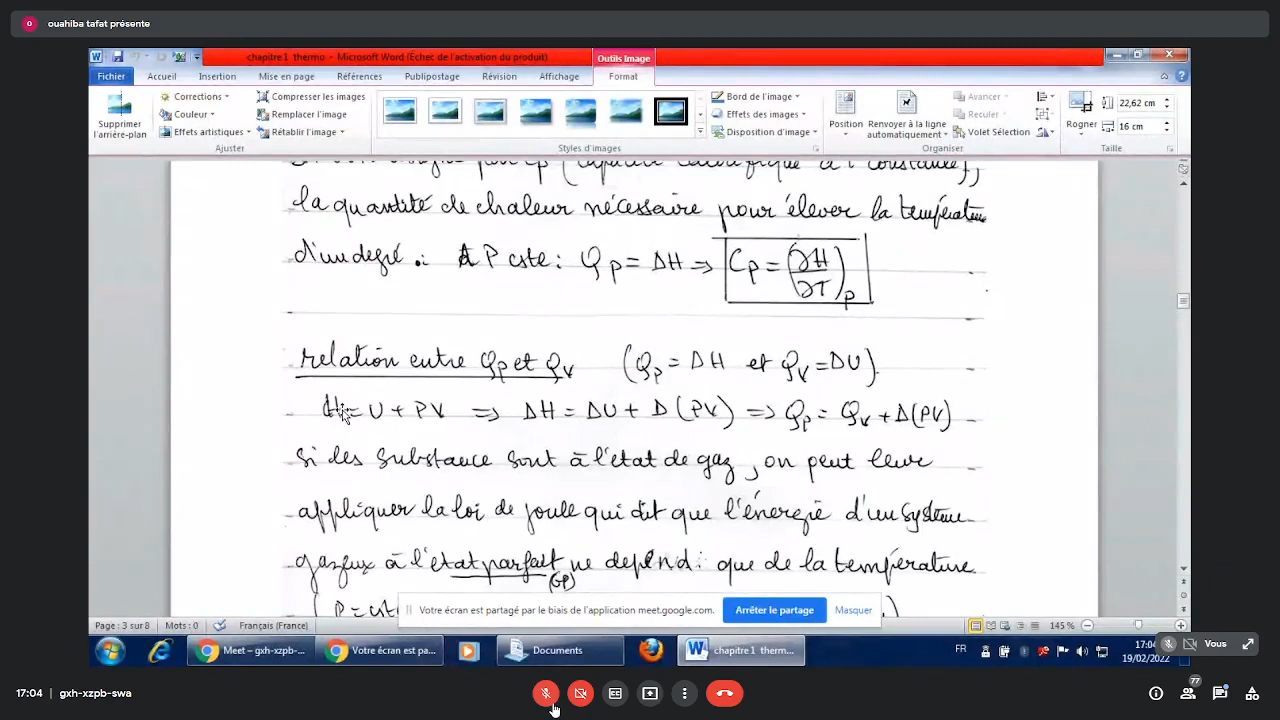 ouahiba tafat présente
chapitre 1 thermo - Microsoft Word (Échec de l'activation du produit)
Outils Image
Fichier Accueil Insertion Mise en page Références Publipostage Révision Affichage Format
Supprimer l'arrière-plan
Corrections
Couleur
Effets artistiques
Compresser les images
Remplacer l'image
Rétablir l'image
Ajuster
Styles d'images
Bord de l'image
Effets des images
Disposition d'image
Position
Renvoyer à la ligne automatiquement
Avancer
Reculer
Volet Sélection
Organiser
Rogner
22,62 cm
16 cm
Taille
la quantité de chaleur nécessaire pour élever la température
d'un degré . : A P cste : Qp = ΔH => Cp = (∂H/∂T)p
relation entre Qp et Qv (Qp = ΔH et Qv = ΔU).
H = U + PV => ΔH = ΔU + Δ(PV) => Qp = Qv + Δ(PV)
si les substance sont à l'état de gaz, on peut leur
appliquer la loi de joule qui dit que l'énergie d'un système
gazeux à l'état parfait ne dépend : que de la température
(GP)
(P = cst
Votre écran est partagé par le biais de l'application meet.google.com. Arrêter le partage Masquer
Page : 3 sur 8 Mots : 0 Français (France) 145 %
Meet – gxh-xzpb-... Votre écran est pa... Documents chapitre 1 therm... FR 17:04
19/02/2022
Vous
17:04 gxh-xzpb-swa
77